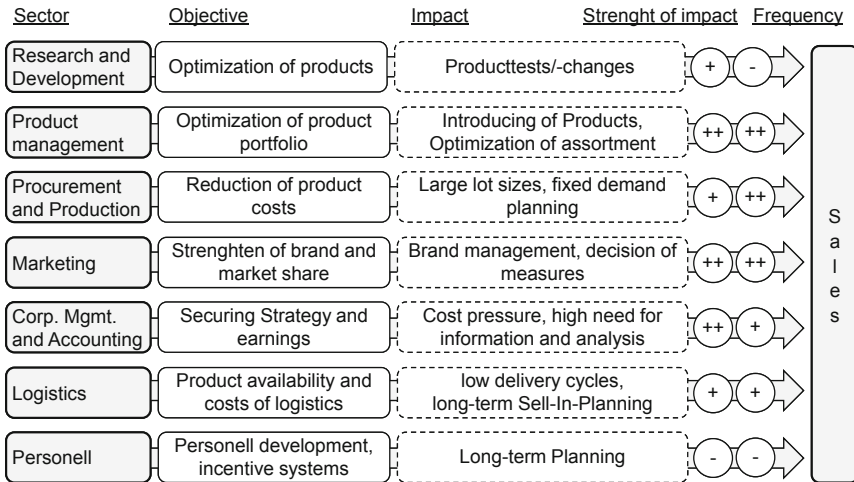 Sector Objective Impact Strenght of impact Frequency
Research and
Development
Optimization of products
Producttests/-changes
+ -
Product
management
Optimization of product
portfolio
Introducing of Products,
Optimization of assortment
++ ++
Procurement
and Production
Reduction of product
costs
Large lot sizes, fixed demand
planning
+ ++
Marketing
Strenghten of brand and
market share
Brand management, decision of
measures
++ ++
Corp. Mgmt.
and Accounting
Securing Strategy and
earnings
Cost pressure, high need for
information and analysis
++ +
Logistics
Product availability and
costs of logistics
low delivery cycles,
long-term Sell-In-Planning
+ +
Personell
Personell development,
incentive systems
Long-term Planning
- -
Sales